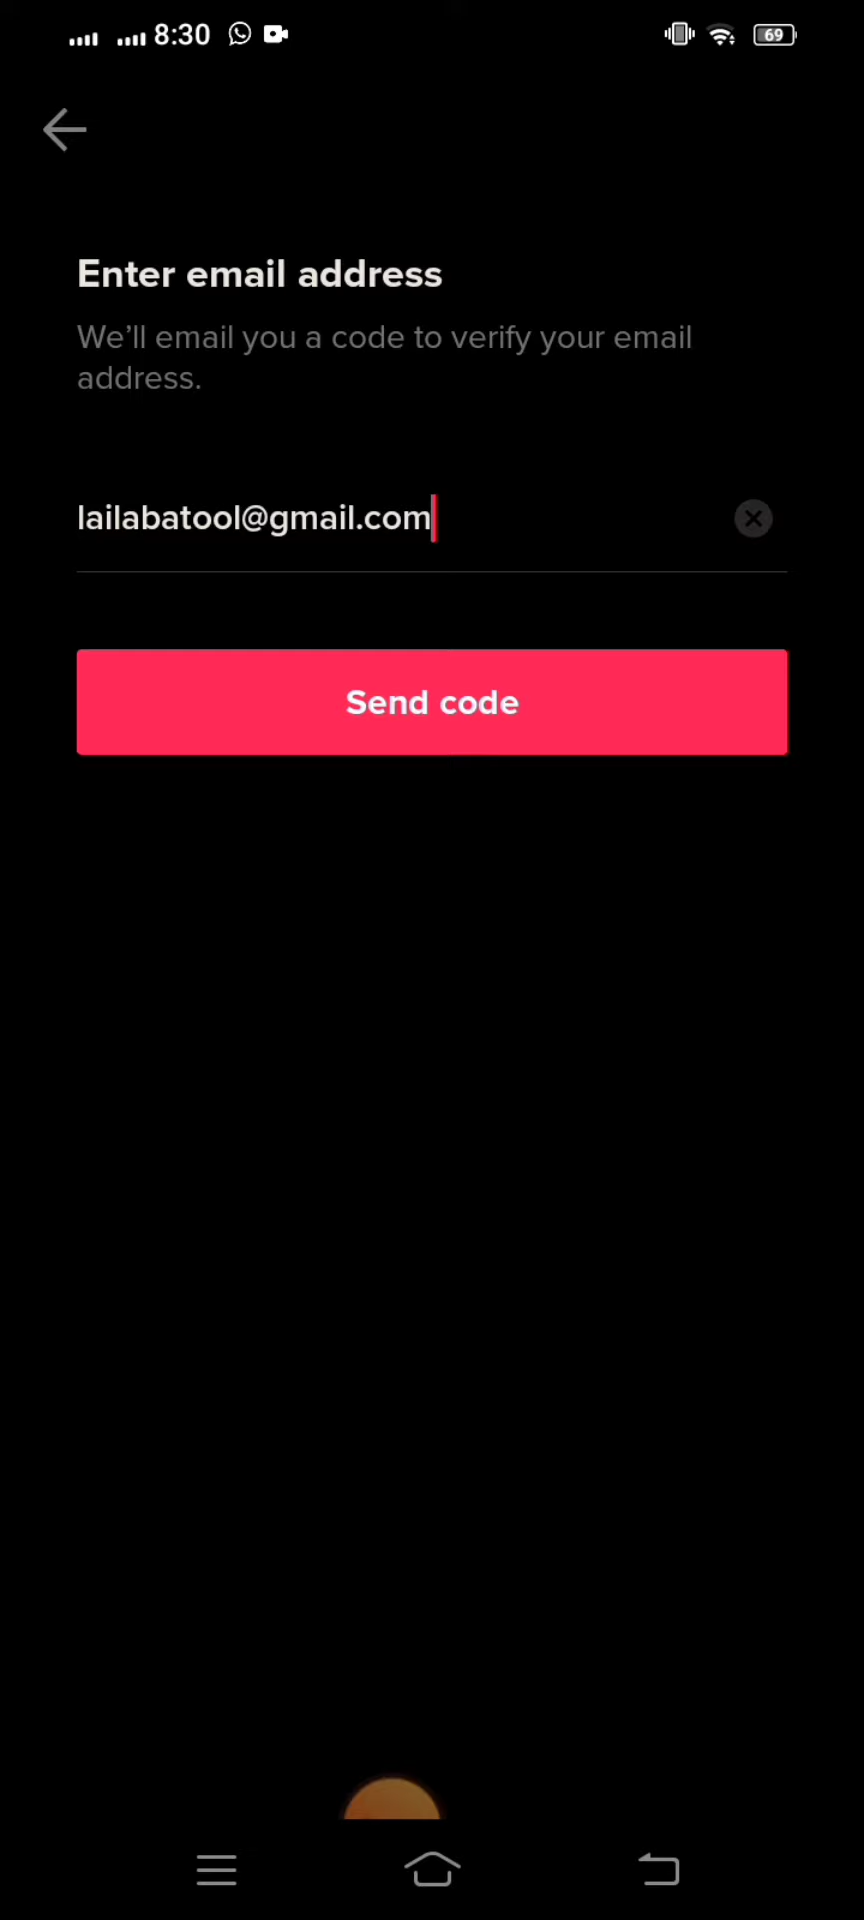 8:30
69
Enter email address
We'll email you a code to verify your email
address.
lailabatool@gmail.com
Send code